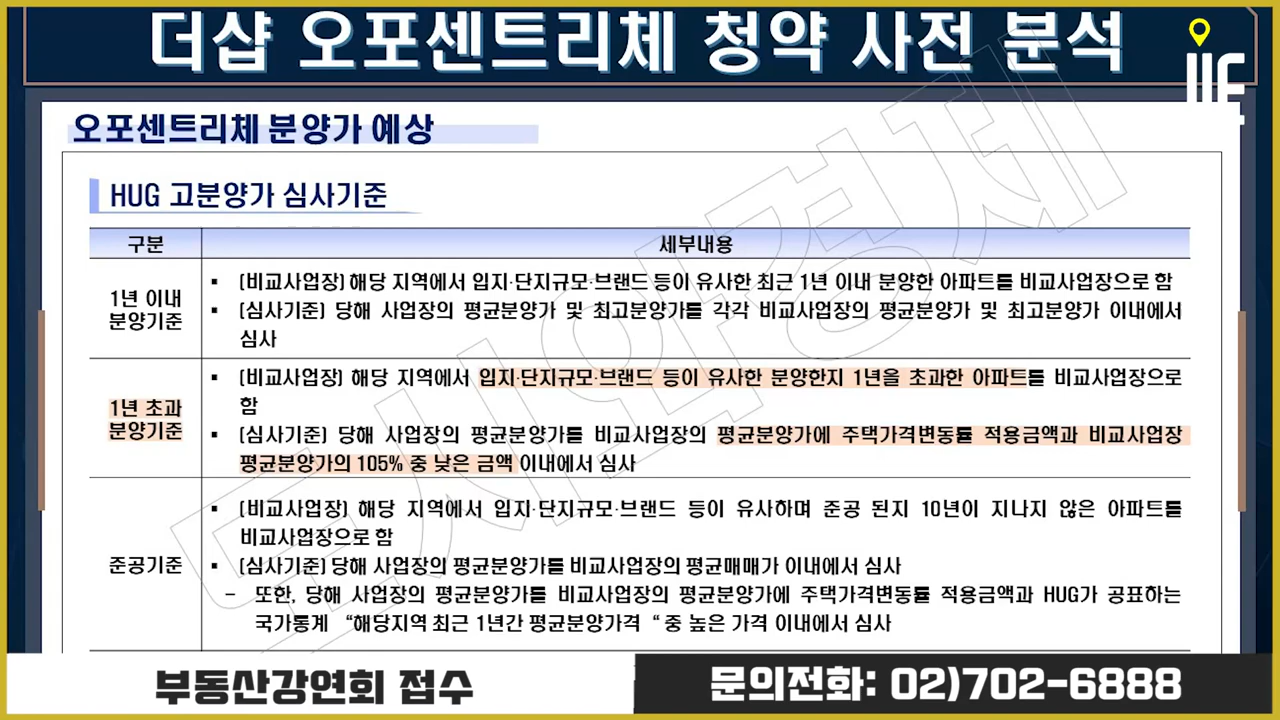 더샵 오포센트리체 청약 사전 분석
오포센트리체 분양가 예상
HUG 고분양가 심사기준
구분
세부내용
1년 이내
분양기준
▪ [비교사업장] 해당 지역에서 입지·단지규모·브랜드 등이 유사한 최근 1년 이내 분양한 아파트를 비교사업장으로 함
▪ [심사기준] 당해 사업장의 평균분양가 및 최고분양가를 각각 비교사업장의 평균분양가 및 최고분양가 이내에서
심사
1년 초과
분양기준
▪ [비교사업장] 해당 지역에서 입지·단지규모·브랜드 등이 유사한 분양한지 1년을 초과한 아파트를 비교사업장으로
함
▪ [심사기준] 당해 사업장의 평균분양가를 비교사업장의 평균분양가에 주택가격변동률 적용금액과 비교사업장
평균분양가의 105% 중 낮은 금액 이내에서 심사
준공기준
▪ [비교사업장] 해당 지역에서 입지·단지규모·브랜드 등이 유사하며 준공 된지 10년이 지나지 않은 아파트를
비교사업장으로 함
▪ [심사기준] 당해 사업장의 평균분양가를 비교사업장의 평균매매가 이내에서 심사
– 또한, 당해 사업장의 평균분양가를 비교사업장의 평균분양가에 주택가격변동률 적용금액과 HUG가 공표하는
국가통계 “해당지역 최근 1년간 평균분양가격 “ 중 높은 가격 이내에서 심사
도시와경제
부동산강연회 접수
문의전화: 02)702-6888